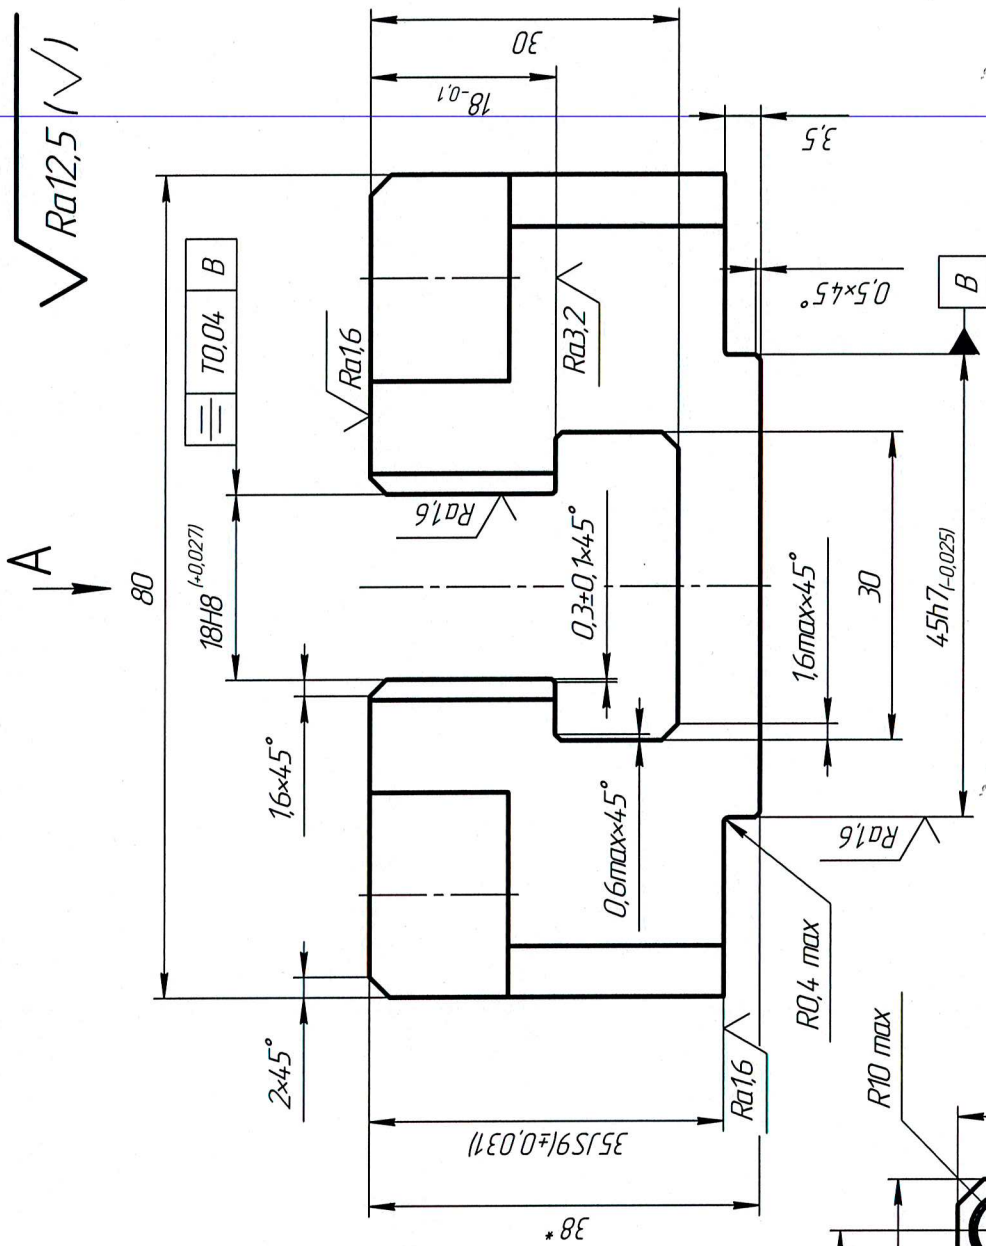 Ra12,5 (√)
30
18-0,1
3,5
T0,04 B
A
80
18H8 (+0,027)
Ra1,6
Ra3,2
0,5×45°
B
Ra1,6
0,3±0,1×45°
1,6×45°
1,6max×45°
30
45h7(-0,025)
0,6max×45°
Ra1,6
2×45°
R0,4 max
Ra1,6
R10 max
35JS9(±0,031)
38*